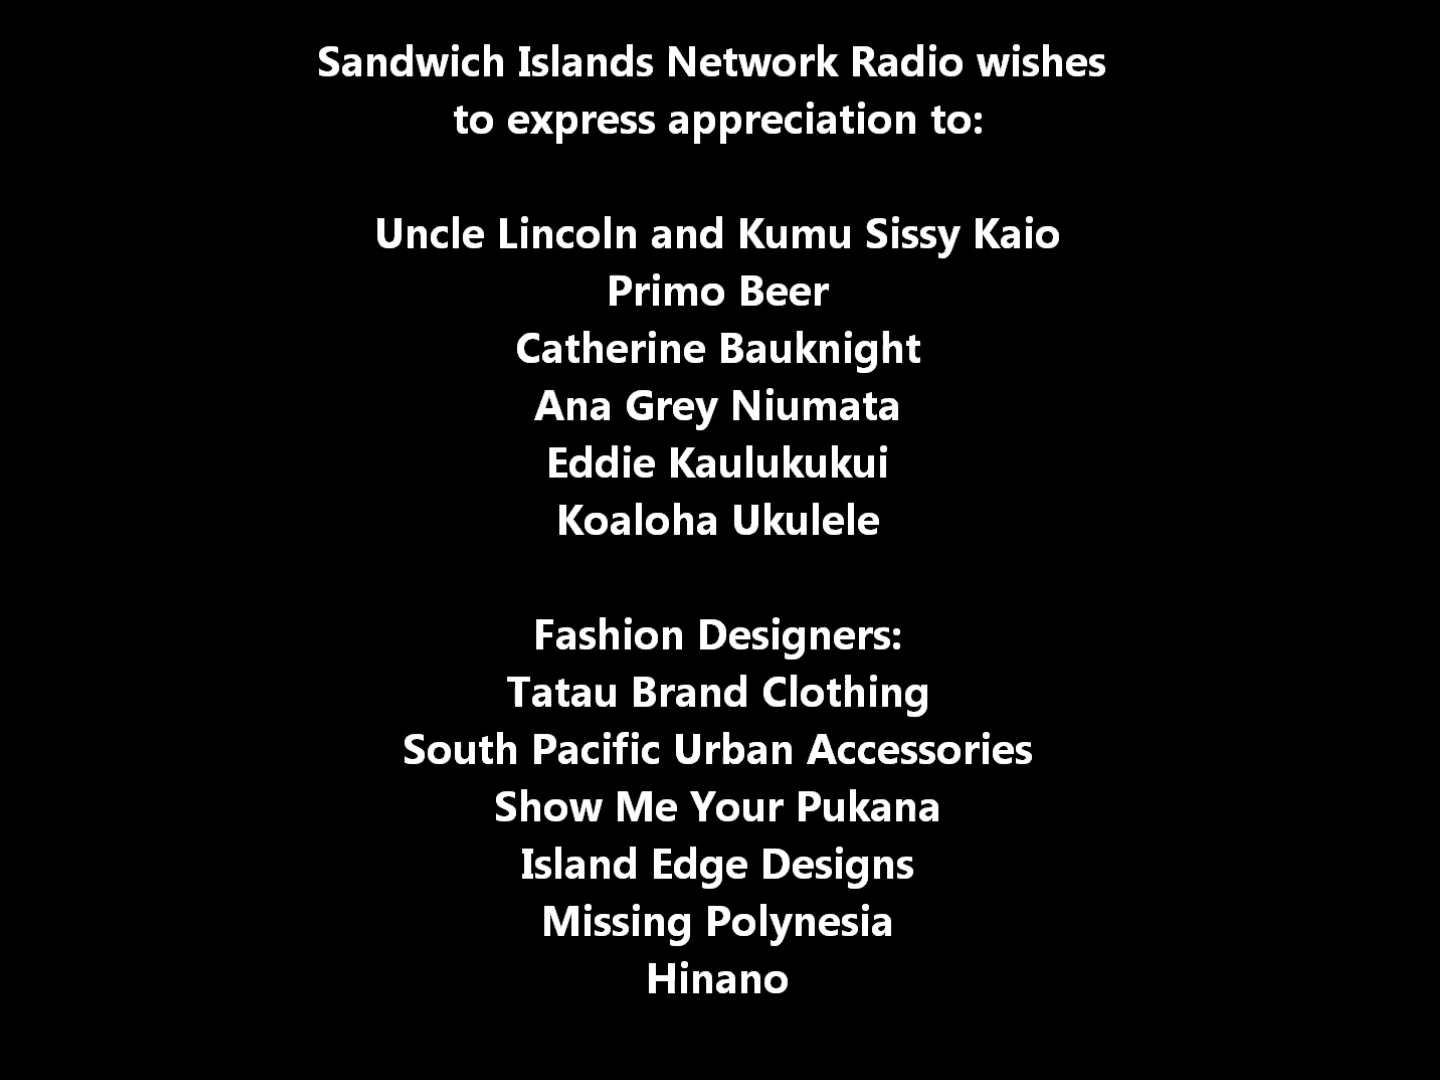 Sandwich Islands Network Radio wishes
to express appreciation to:
Uncle Lincoln and Kumu Sissy Kaio
Primo Beer
Catherine Bauknight
Ana Grey Niumata
Eddie Kaulukukui
Koaloha Ukulele
Fashion Designers:
Tatau Brand Clothing
South Pacific Urban Accessories
Show Me Your Pukana
Island Edge Designs
Missing Polynesia
Hinano